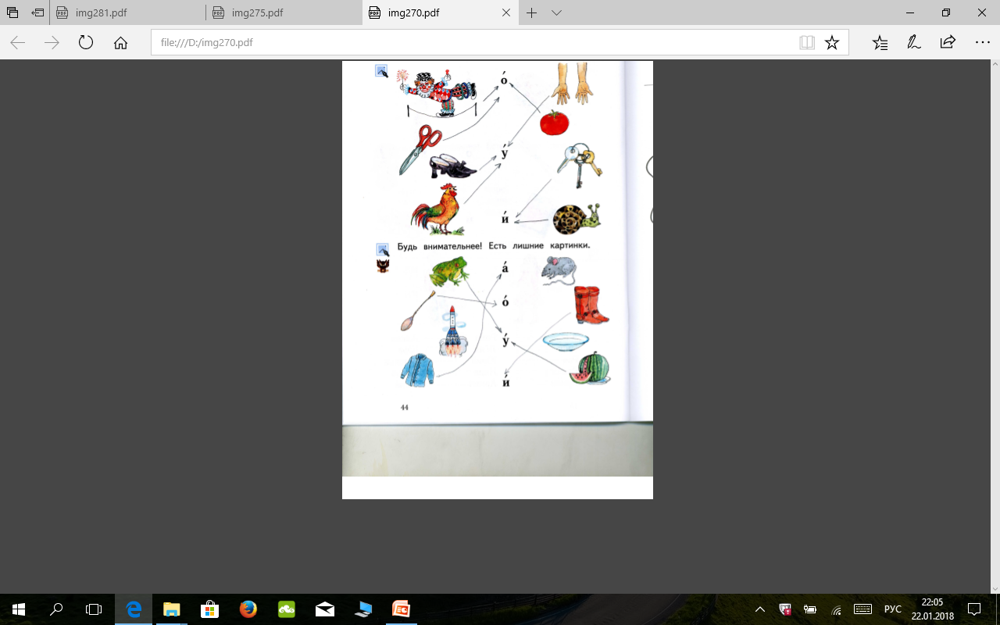 img281.pdf
img275.pdf
img270.pdf
file:///D:/img270.pdf
о́
у́
и́
Будь внимательнее! Есть лишние картинки.
а́
о́
у́
и́
44
РУС
22:05
22.01.2018